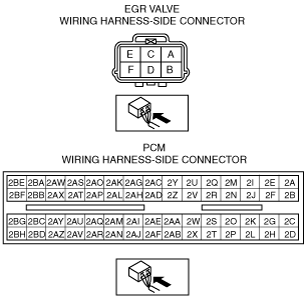 EGR VALVE
WIRING HARNESS-SIDE CONNECTOR
E C A
F D B
PCM
WIRING HARNESS-SIDE CONNECTOR
2BE 2BA 2AW 2AS 2AO 2AK 2AG 2AC 2Y 2U 2Q 2M 2I 2E 2A
2BF 2BB 2AX 2AT 2AP 2AL 2AH 2AD 2Z 2V 2R 2N 2J 2F 2B
2BG 2BC 2AY 2AU 2AQ 2AM 2AI 2AE 2AA 2W 2S 2O 2K 2G 2C
2BH 2BD 2AZ 2AV 2AR 2AN 2AJ 2AF 2AB 2X 2T 2P 2L 2H 2D